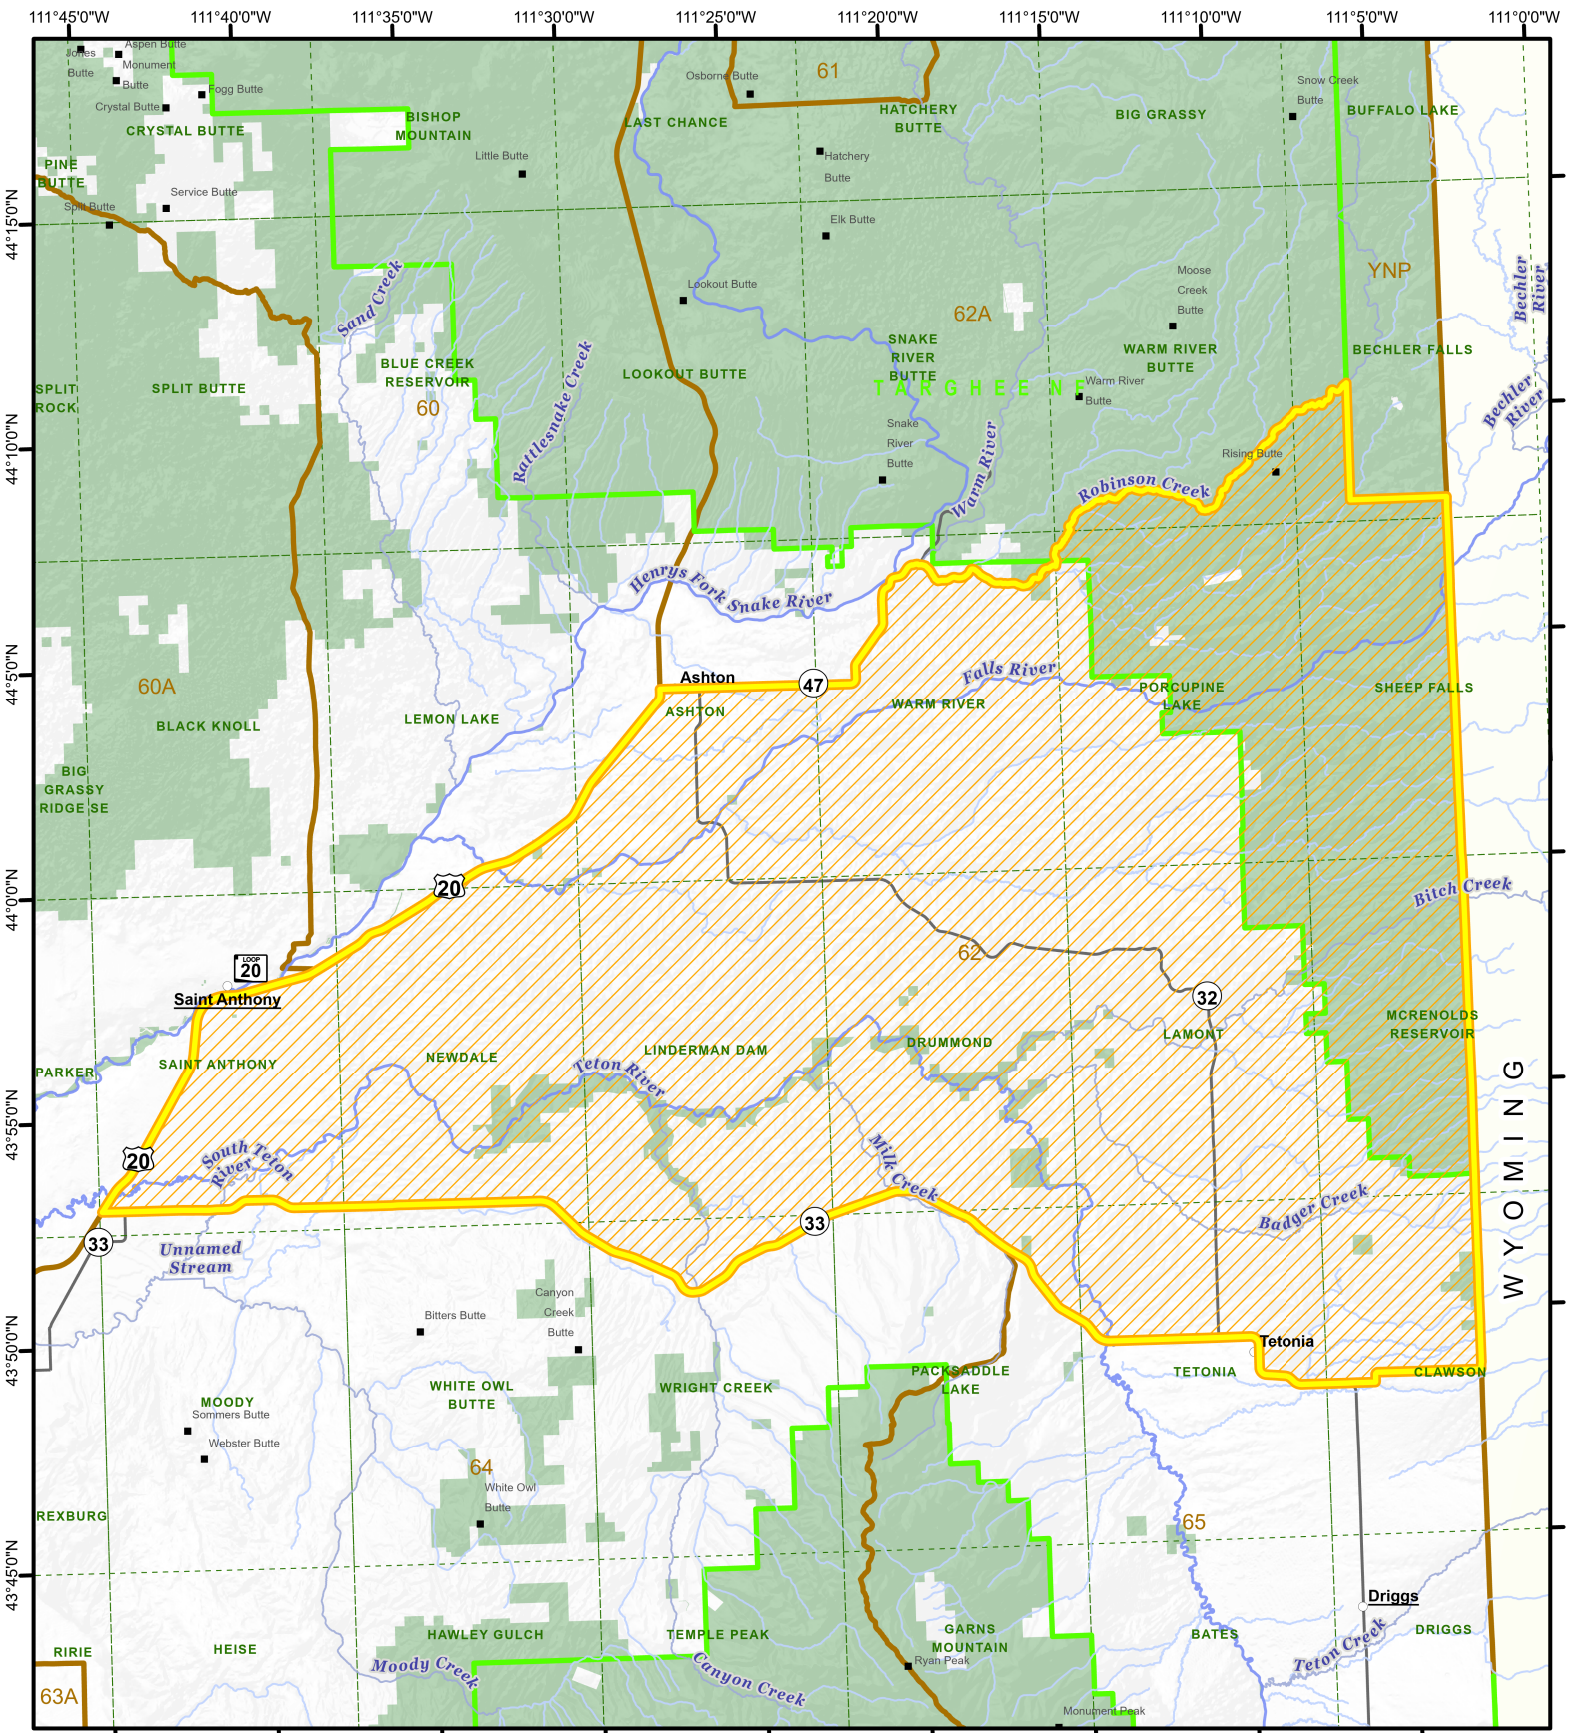 111°45'0"W
111°40'0"W
111°35'0"W
111°30'0"W
111°25'0"W
111°20'0"W
111°15'0"W
111°10'0"W
111°5'0"W
111°0'0"W
44°15'0"N
44°10'0"N
44°5'0"N
44°0'0"N
43°55'0"N
43°50'0"N
43°45'0"N
Jones
Butte
Aspen Butte
Monument
Butte
Crystal Butte
Fogg Butte
CRYSTAL BUTTE
BISHOP
MOUNTAIN
PINE
BUTTE
Split Butte
Service Butte
Little Butte
Osborne Butte
61
LAST CHANCE
HATCHERY
BUTTE
Hatchery
Butte
Elk Butte
BIG GRASSY
Snow Creek
Butte
BUFFALO LAKE
YNP
Bechler
River
Sand Creek
Lookout Butte
62A
Moose
Creek
Butte
SNAKE
RIVER
BUTTE
WARM RIVER
BUTTE
BECHLER FALLS
SPLIT
ROCK
SPLIT BUTTE
BLUE CREEK
RESERVOIR
60
Rattlesnake Creek
LOOKOUT BUTTE
TARGHEE NF
Warm River
Butte
Bechler
River
Snake
River
Butte
Warm River
Robinson Creek
Rising Butte
Henrys Fork Snake River
60A
BLACK KNOLL
LEMON LAKE
Ashton
ASHTON
47
Falls River
WARM RIVER
PORCUPINE
LAKE
SHEEP FALLS
BIG
GRASSY
RIDGE SE
20
Bitch Creek
LOOP
20
Saint Anthony
62
32
PARKER
SAINT ANTHONY
NEWDALE
LINDERMAN DAM
DRUMMOND
LAMONT
MCRENOLDS
RESERVOIR
Teton River
WYOMING
20
South Teton
River
Milk Creek
Badger Creek
33
33
Unnamed
Stream
Bitters Butte
Canyon
Creek
Butte
Tetonia
TETONIA
CLAWSON
PACKSADDLE
LAKE
WHITE OWL
BUTTE
WRIGHT CREEK
MOODY
Sommers Butte
Webster Butte
64
White Owl
Butte
REXBURG
65
Driggs
RIRIE
HEISE
HAWLEY GULCH
TEMPLE PEAK
GARNS
MOUNTAIN
Ryan Peak
BATES
DRIGGS
Teton Creek
Moody Creek
Canyon Creek
63A
Monument Peak